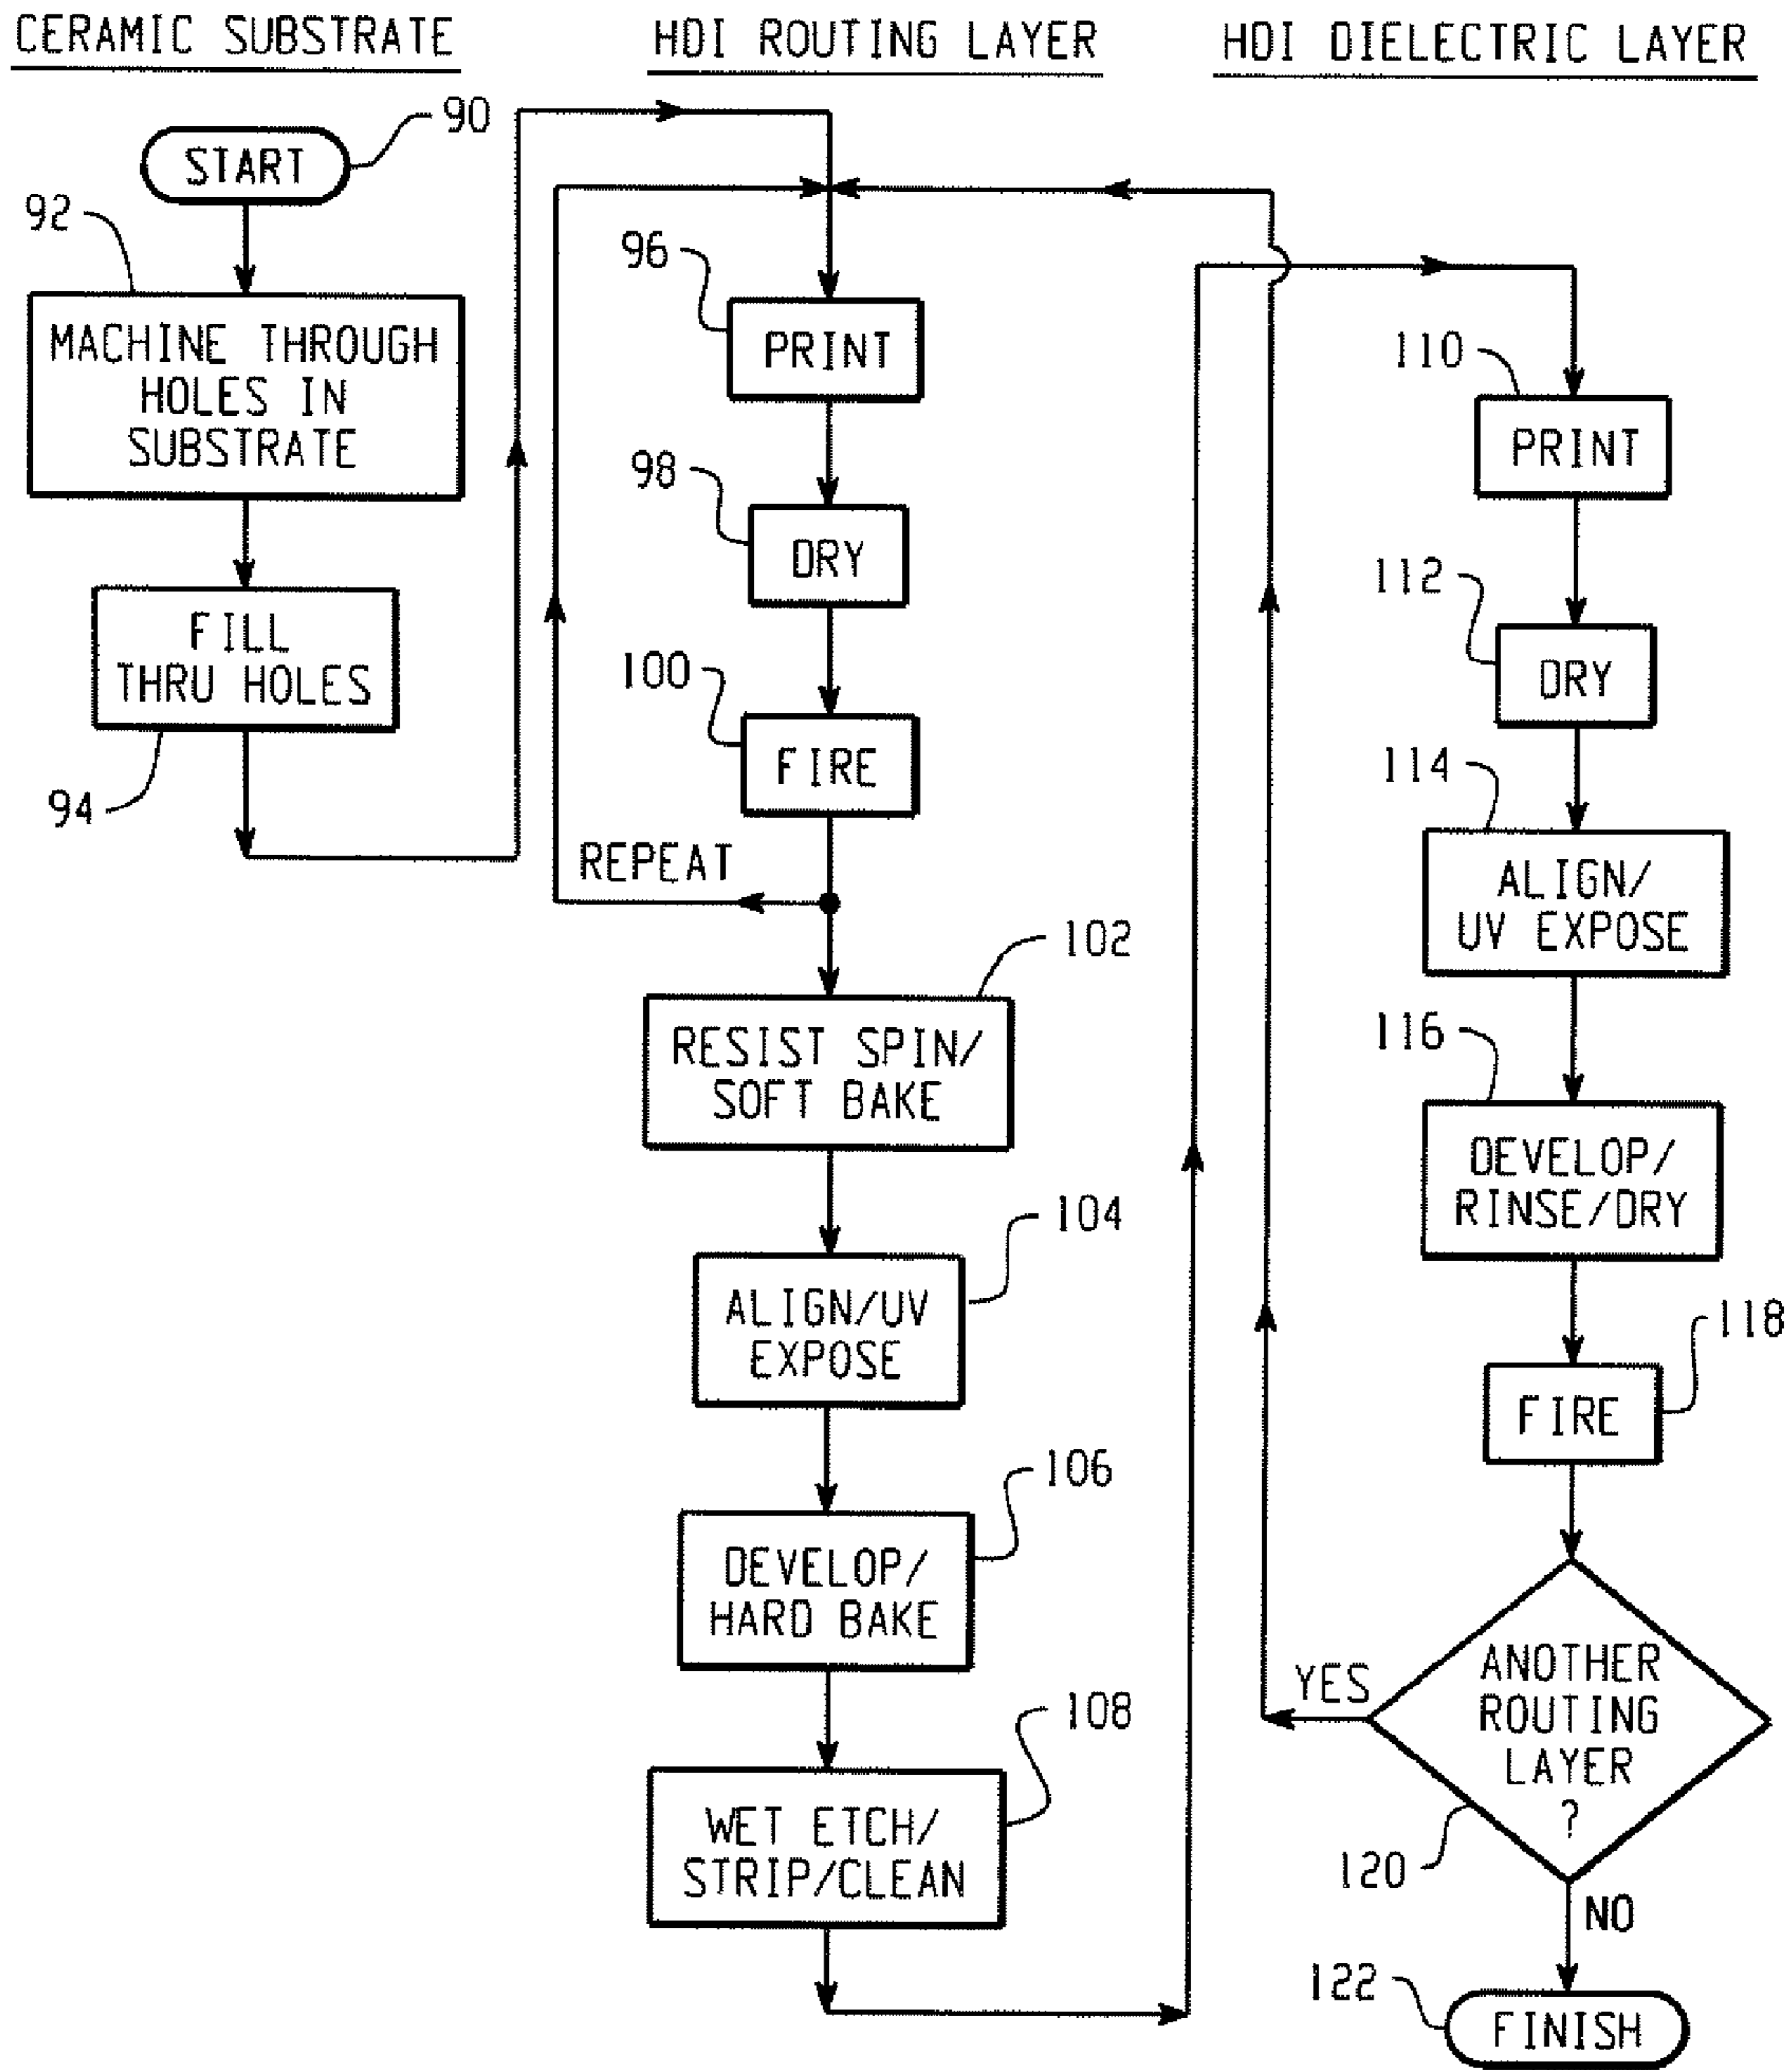 CERAMIC SUBSTRATE
90
START
92
MACHINE THROUGH
HOLES IN
SUBSTRATE
FILL
THRU HOLES
94
HDI ROUTING LAYER
96
PRINT
98
DRY
100
FIRE
REPEAT
102
RESIST SPIN/
SOFT BAKE
104
ALIGN/UV
EXPOSE
106
DEVELOP/
HARD BAKE
108
WET ETCH/
STRIP/CLEAN
HDI DIELECTRIC LAYER
110
PRINT
112
DRY
114
ALIGN/
UV EXPOSE
116
DEVELOP/
RINSE/DRY
118
FIRE
ANOTHER
ROUTING
LAYER
?
YES
120
NO
122
FINISH